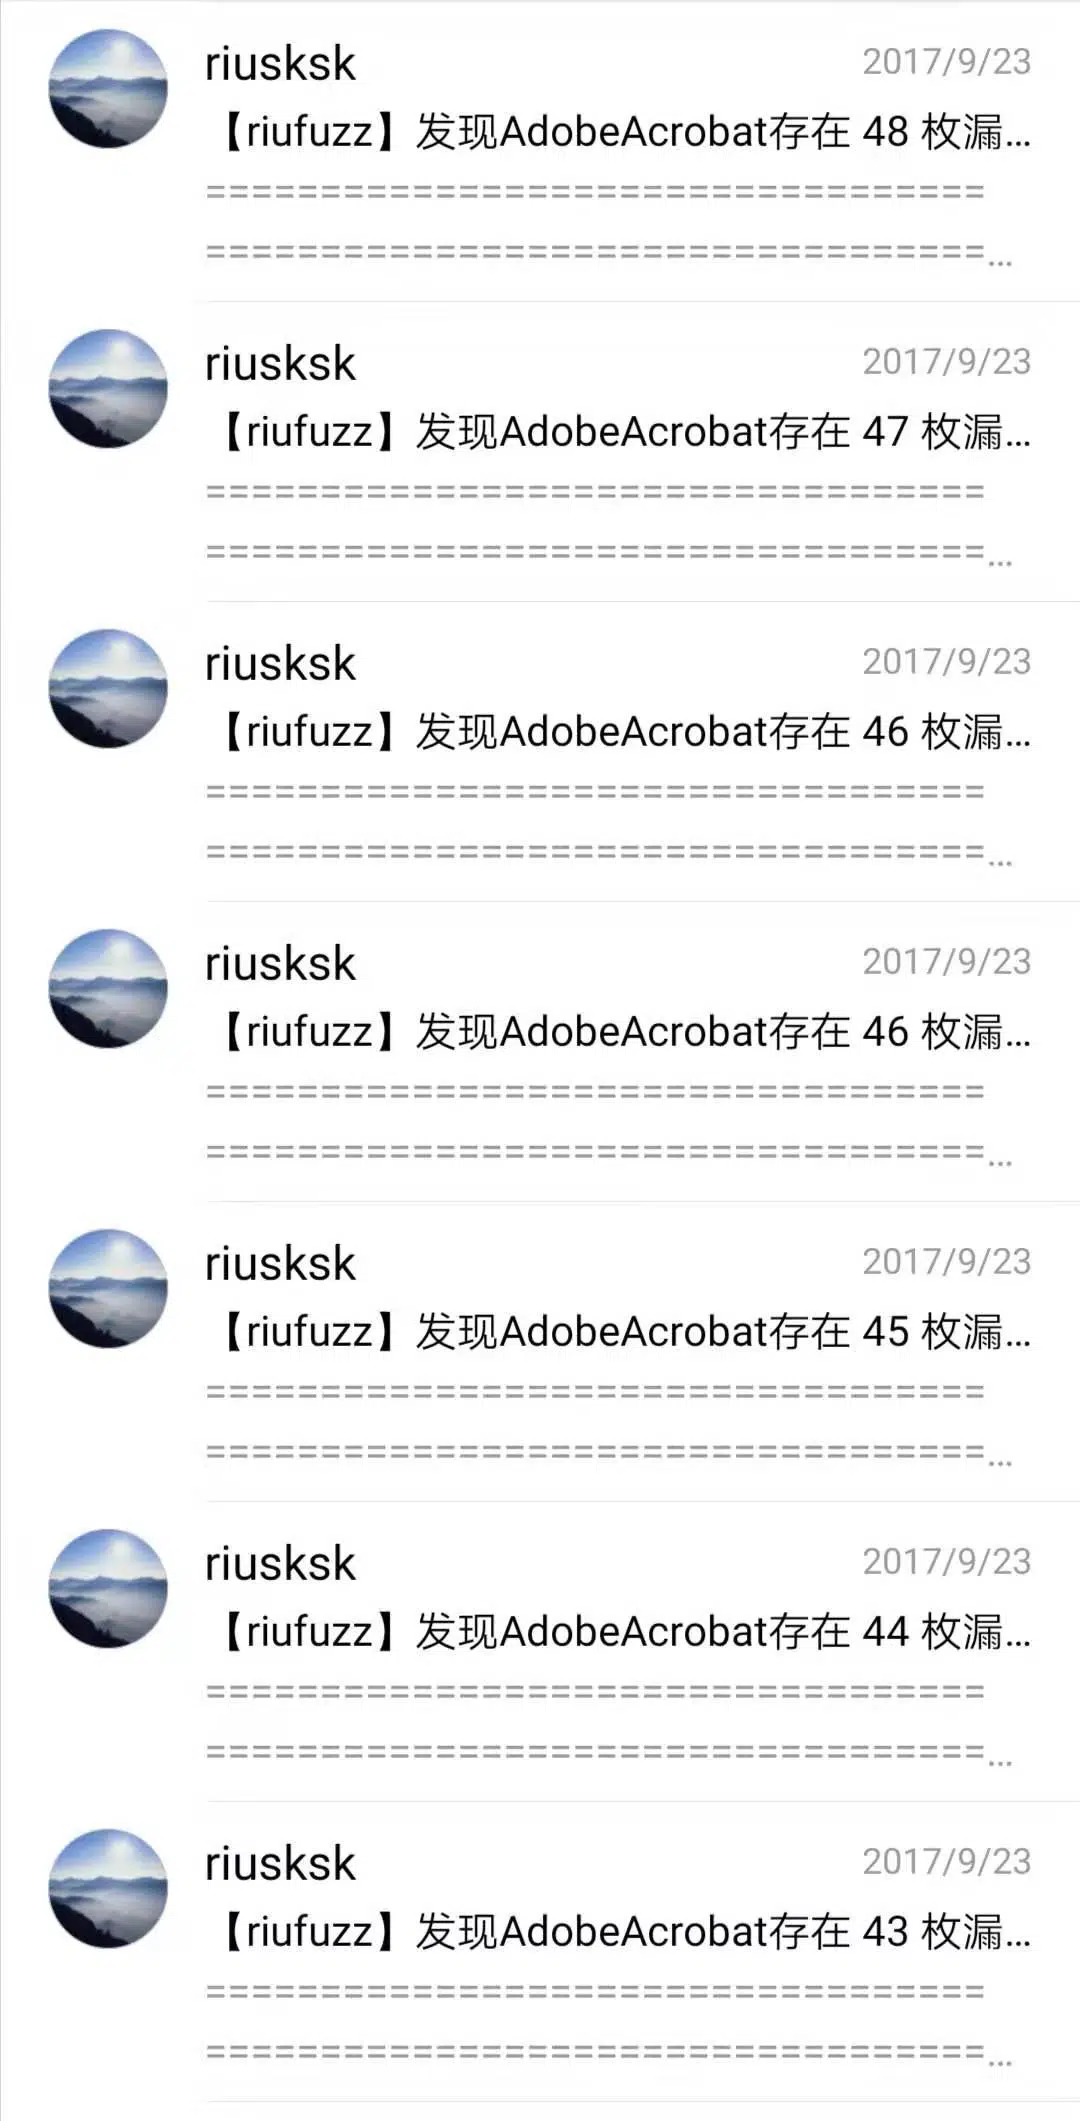 riusksk 2017/9/23
【riufuzz】发现AdobeAcrobat存在 48 枚漏...
==================================
==================================...
riusksk 2017/9/23
【riufuzz】发现AdobeAcrobat存在 47 枚漏...
==================================
==================================...
riusksk 2017/9/23
【riufuzz】发现AdobeAcrobat存在 46 枚漏...
==================================
==================================...
riusksk 2017/9/23
【riufuzz】发现AdobeAcrobat存在 46 枚漏...
==================================
==================================...
riusksk 2017/9/23
【riufuzz】发现AdobeAcrobat存在 45 枚漏...
==================================
==================================...
riusksk 2017/9/23
【riufuzz】发现AdobeAcrobat存在 44 枚漏...
==================================
==================================...
riusksk 2017/9/23
【riufuzz】发现AdobeAcrobat存在 43 枚漏...
==================================
==================================...